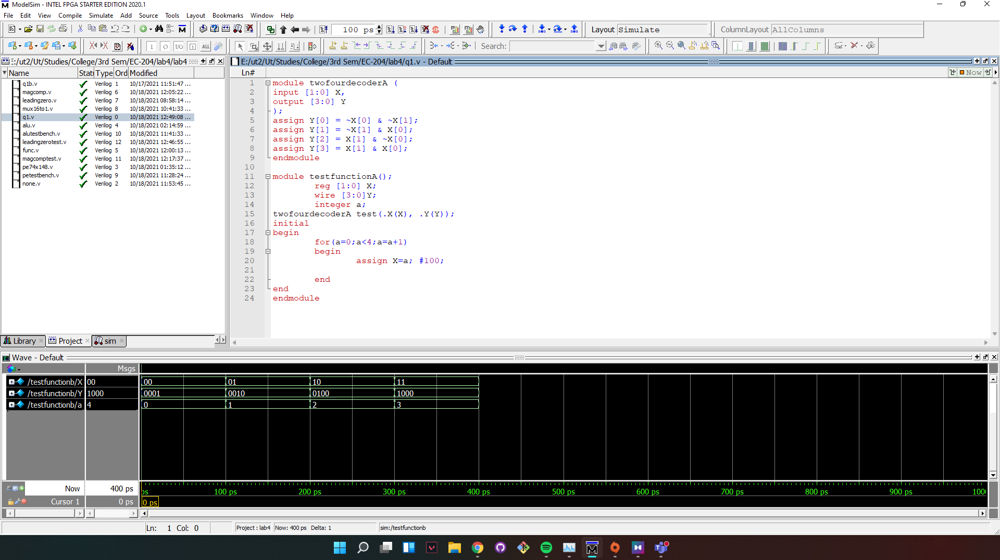 ModelSim - INTEL FPGA STARTER EDITION 2020.1
File Edit View Compile Simulate Add Source Tools Layout Bookmarks Window Help
100 ps
Layout Simulate
ColumnLayout AllColumns
Search:
E:/ut2/Ut/Studies/College/3rd Sem/EC-204/lab4/lab4
Name Statu Type Ord Modified
q1b.v Verilog 1 10/17/2021 11:51:47 ...
magcomp.v Verilog 6 10/18/2021 12:05:22 ...
leadingzero.v Verilog 7 10/18/2021 08:58:14 ...
mux16to1.v Verilog 8 10/18/2021 10:41:33 ...
q1.v Verilog 0 10/18/2021 12:49:08 ...
alu.v Verilog 4 10/18/2021 02:14:59 ...
alutestbench.v Verilog 10 10/18/2021 11:41:33 ...
leadingzerotest.v Verilog 12 10/18/2021 12:46:55 ...
func.v Verilog 5 10/18/2021 12:00:13 ...
magcomptest.v Verilog 11 10/18/2021 12:17:37 ...
pe74x148.v Verilog 3 10/18/2021 01:35:12 ...
petestbench.v Verilog 9 10/18/2021 11:28:24 ...
none.v Verilog 2 10/18/2021 11:53:45 ...
Library Project sim
E:/ut2/Ut/Studies/College/3rd Sem/EC-204/lab4/q1.v - Default
Ln# Now
1 module twofourdecoderA (
2 input [1:0] X,
3 output [3:0] Y
4 );
5 assign Y[0] = ~X[0] & ~X[1];
6 assign Y[1] = ~X[1] & X[0];
7 assign Y[2] = X[1] & ~X[0];
8 assign Y[3] = X[1] & X[0];
9 endmodule
10
11 module testfunctionA();
12 reg [1:0] X;
13 wire [3:0]Y;
14 integer a;
15 twofourdecoderA test(.X(X), .Y(Y));
16 initial
17 begin
18 for(a=0;a<4;a=a+1)
19 begin
20 assign X=a; #100;
21
22 end
23 end
24 endmodule
Wave - Default
Msgs
/testfunctionb/X 00 00 01 10 11
/testfunctionb/Y 1000 0001 0010 0100 1000
/testfunctionb/a 4 0 1 2 3
Now 400 ps ps 100 ps 200 ps 300 ps 400 ps 500 ps 600 ps 700 ps 800 ps 900 ps 1000
Cursor 1 0 ps 0 ps
Ln: 1 Col: 0 Project : lab4 Now: 400 ps Delta: 1 sim:/testfunctionb